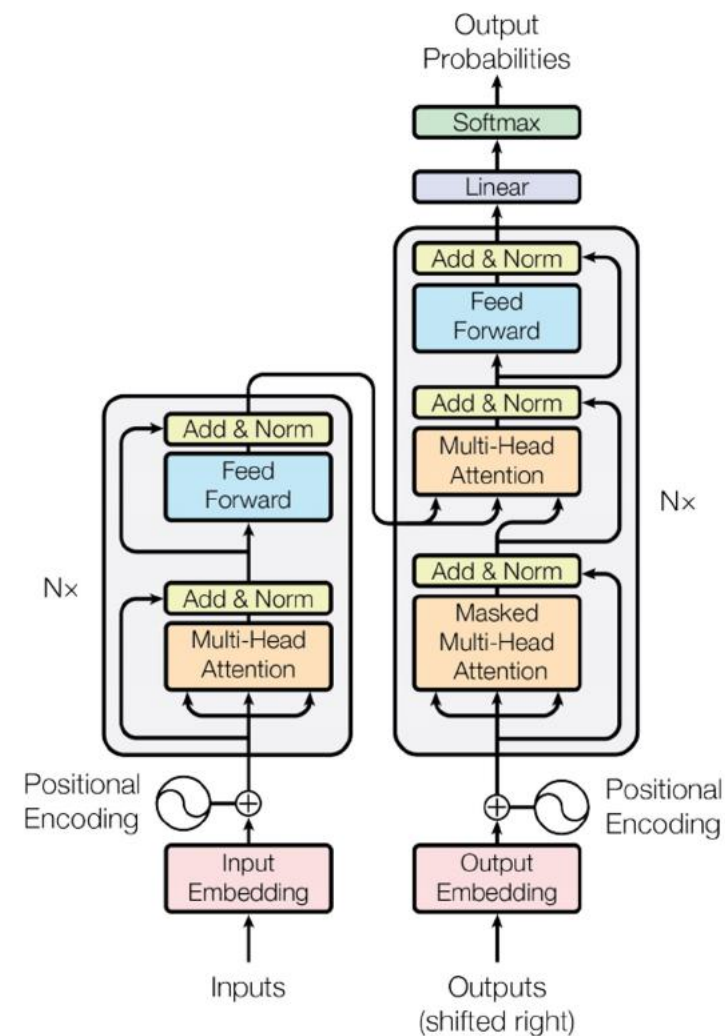 Output
Probabilities
Softmax
Linear
Add & Norm
Feed
Forward
Add & Norm
Multi-Head
Attention
Nx
Add & Norm
Masked
Multi-Head
Attention
Add & Norm
Feed
Forward
Nx
Add & Norm
Multi-Head
Attention
Positional
Encoding
Positional
Encoding
Input
Embedding
Output
Embedding
Inputs
Outputs
(shifted right)